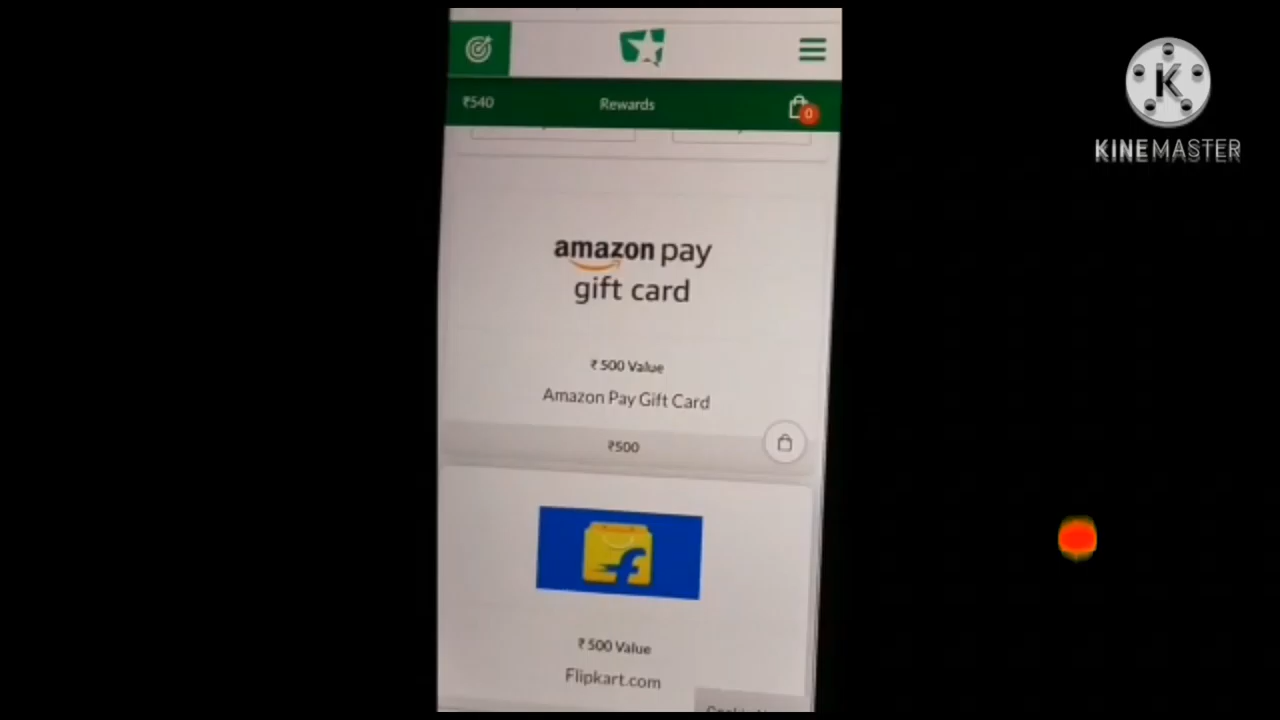 ₹540
Rewards
0
K
KINEMASTER
amazon pay
gift card
₹ 500 Value
Amazon Pay Gift Card
₹500
f
₹ 500 Value
Flipkart.com